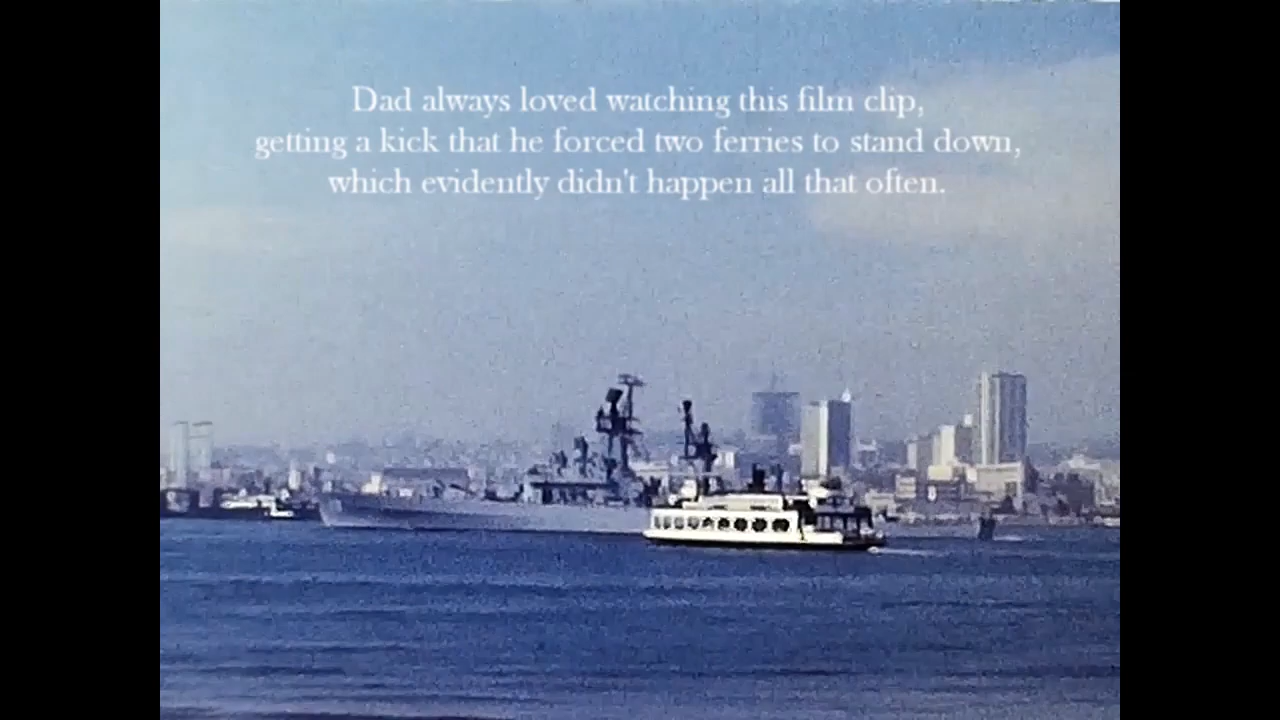 Dad always loved watching this film clip,
getting a kick that he forced two ferries to stand down,
which evidently didn't happen all that often.